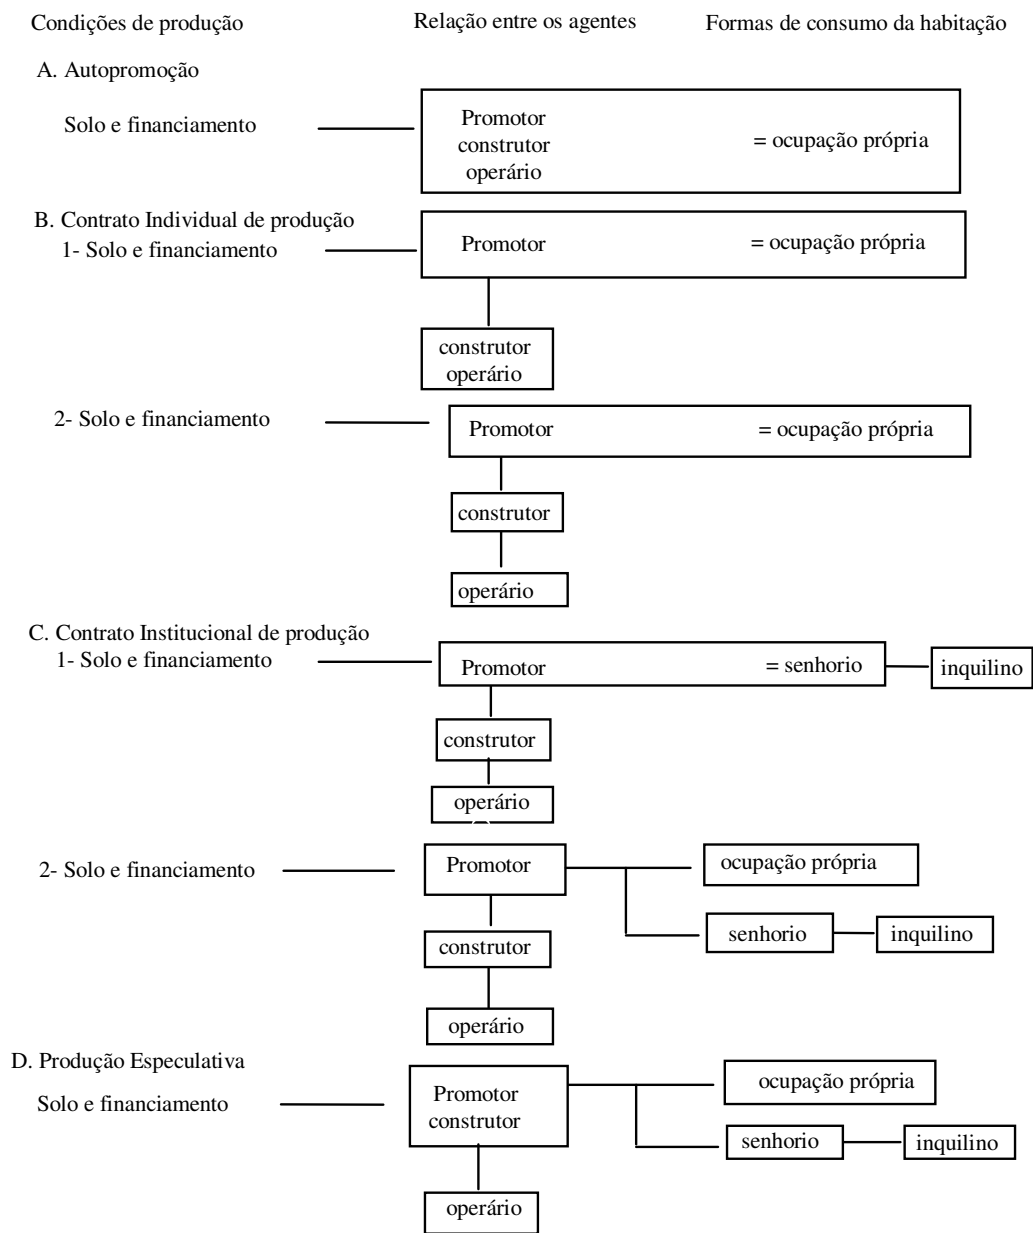 Condições de produção
Relação entre os agentes
Formas de consumo da habitação
A. Autopromoção
Solo e financiamento
Promotor
construtor
operário
= ocupação própria
B. Contrato Individual de produção
1- Solo e financiamento
Promotor
= ocupação própria
construtor
operário
2- Solo e financiamento
Promotor
= ocupação própria
construtor
operário
C. Contrato Institucional de produção
1- Solo e financiamento
Promotor
= senhorio
inquilino
construtor
operário
2- Solo e financiamento
Promotor
ocupação própria
senhorio
inquilino
construtor
operário
D. Produção Especulativa
Solo e financiamento
Promotor
construtor
ocupação própria
senhorio
inquilino
operário